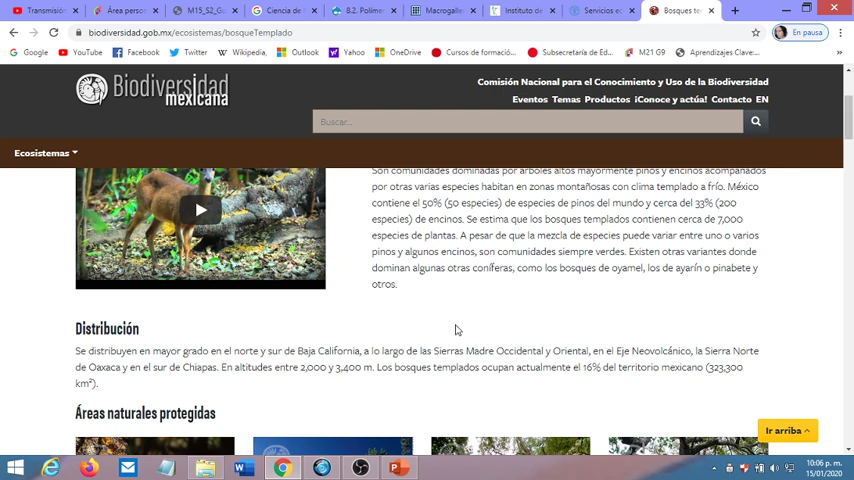 Transmisión
Área person
M15_S2_Gu
Ciencia de l
8.2. Polímer
Macrogaller
Instituto de
Servicios ec
Bosques te
biodiversidad.gob.mx/ecosistemas/bosqueTemplado
En pausa
Google
YouTube
Facebook
Twitter
Wikipedia,
Outlook
Yahoo
OneDrive
Cursos de formació...
Subsecretaría de Ed...
M21 G9
Aprendizajes Clave:...
Biodiversidad
mexicana
Comisión Nacional para el Conocimiento y Uso de la Biodiversidad
Eventos Temas Productos ¡Conoce y actúa! Contacto EN
Buscar...
Ecosistemas
Son comunidades dominadas por árboles altos mayormente pinos y encinos acompañados
por otras varias especies habitan en zonas montañosas con clima templado a frío. México
contiene el 50% (50 especies) de especies de pinos del mundo y cerca del 33% (200
especies) de encinos. Se estima que los bosques templados contienen cerca de 7,000
especies de plantas. A pesar de que la mezcla de especies puede variar entre uno o varios
pinos y algunos encinos, son comunidades siempre verdes. Existen otras variantes donde
dominan algunas otras coníferas, como los bosques de oyamel, los de ayarín o pinabete y
otros.
Distribución
Se distribuyen en mayor grado en el norte y sur de Baja California, a lo largo de las Sierras Madre Occidental y Oriental, en el Eje Neovolcánico, la Sierra Norte
de Oaxaca y en el sur de Chiapas. En altitudes entre 2,000 y 3,400 m. Los bosques templados ocupan actualmente el 16% del territorio mexicano (323,300
km²).
Áreas naturales protegidas
Ir arriba
10:06 p. m.
15/01/2020